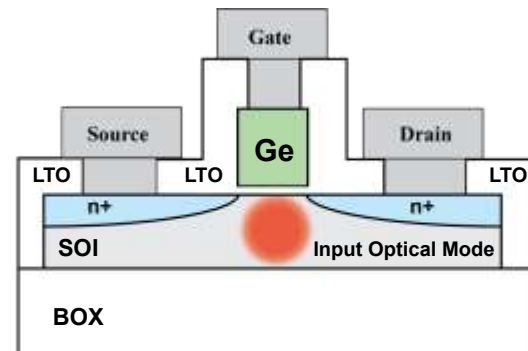 Gate
Source
Ge
Drain
LTO
LTO
LTO
n+
n+
SOI
Input Optical Mode
BOX